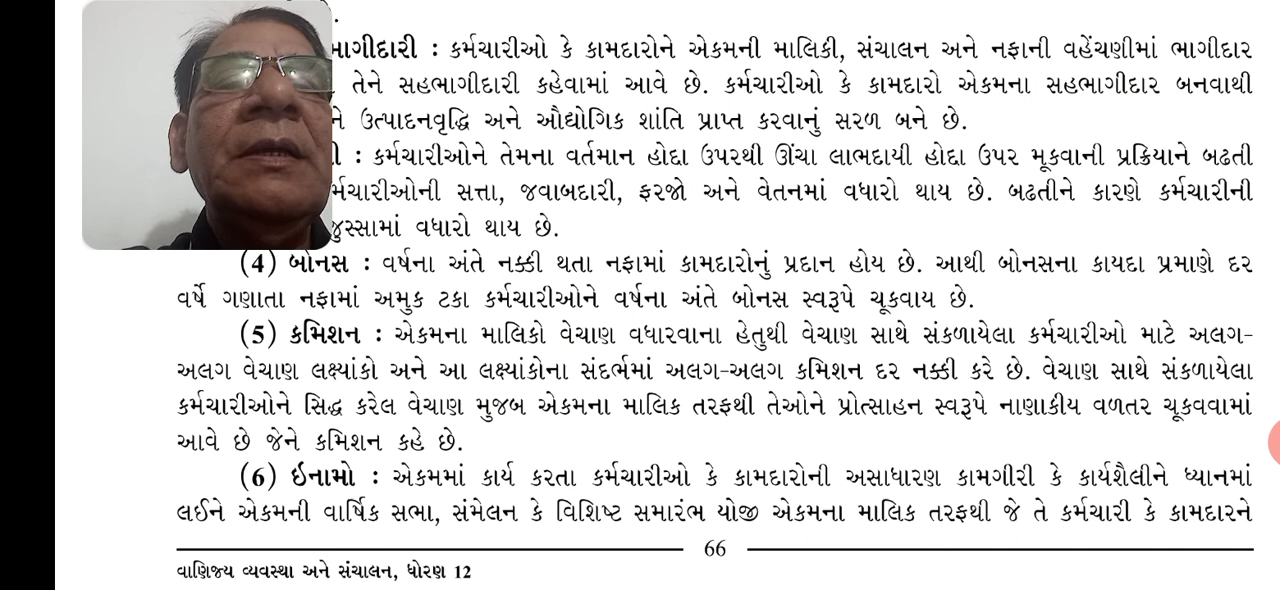 ભાગીદારી : કર્મચારીઓ કે કામદારોને એકમની માલિકી, સંચાલન અને નફાની વહેંચણીમાં ભાગીદાર
તેને સહભાગીદારી કહેવામાં આવે છે. કર્મચારીઓ કે કામદારો એકમના સહભાગીદાર બનવાથી
ને ઉત્પાદનવૃદ્ધિ અને ઔદ્યોગિક શાંતિ પ્રાપ્ત કરવાનું સરળ બને છે.
: કર્મચારીઓને તેમના વર્તમાન હોદ્દા ઉપરથી ઊંચા લાભદાયી હોદ્દા ઉપર મૂકવાની પ્રક્રિયાને બઢતી
ર્મચારીઓની સત્તા, જવાબદારી, ફરજો અને વેતનમાં વધારો થાય છે. બઢતીને કારણે કર્મચારીની
જુસ્સામાં વધારો થાય છે.
(4) બોનસ : વર્ષના અંતે નક્કી થતા નફામાં કામદારોનું પ્રદાન હોય છે. આથી બોનસના કાયદા પ્રમાણે દર
વર્ષે ગણાતા નફામાં અમુક ટકા કર્મચારીઓને વર્ષના અંતે બોનસ સ્વરૂપે ચૂકવાય છે.
(5) કમિશન : એકમના માલિકો વેચાણ વધારવાના હેતુથી વેચાણ સાથે સંકળાયેલા કર્મચારીઓ માટે અલગ-
અલગ વેચાણ લક્ષ્યાંકો અને આ લક્ષ્યાંકોના સંદર્ભમાં અલગ-અલગ કમિશન દર નક્કી કરે છે. વેચાણ સાથે સંકળાયેલા
કર્મચારીઓને સિદ્ધ કરેલ વેચાણ મુજબ એકમના માલિક તરફથી તેઓને પ્રોત્સાહન સ્વરૂપે નાણાકીય વળતર ચૂકવવામાં
આવે છે જેને કમિશન કહે છે.
(6) ઇનામો : એકમમાં કાર્ય કરતા કર્મચારીઓ કે કામદારોની અસાધારણ કામગીરી કે કાર્યશૈલીને ધ્યાનમાં
લઈને એકમની વાર્ષિક સભા, સંમેલન કે વિશિષ્ટ સમારંભ યોજી એકમના માલિક તરફથી જે તે કર્મચારી કે કામદારને
66
વાણિજ્ય વ્યવસ્થા અને સંચાલન, ધોરણ 12